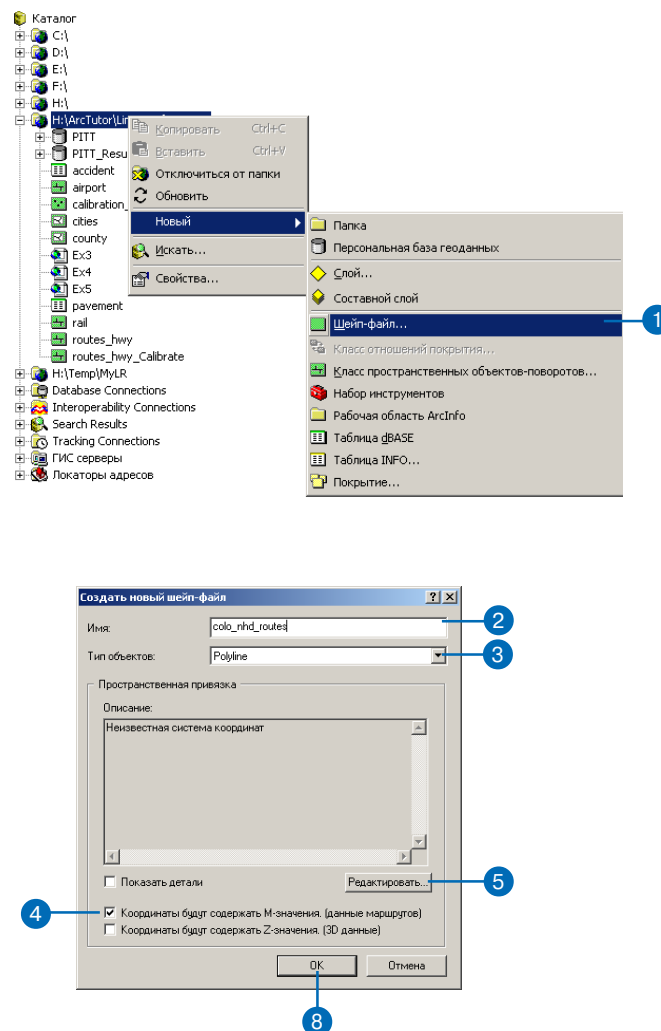 Каталог
C:\
D:\
E:\
F:\
H:\
H:\ArcTutor\Lin
PITT
PITT_Resu
accident
airport
calibration_
cities
county
Ex3
Ex4
Ex5
pavement
rail
routes_hwy
routes_hwy_Calibrate
H:\Temp\MyLR
Database Connections
Interoperability Connections
Search Results
Tracking Connections
ГИС серверы
Локаторы адресов
Копировать Ctrl+C
Вставить Ctrl+V
Отключиться от папки
Обновить
Новый
Искать...
Свойства...
Папка
Персональная база геоданных
Слой...
Составной слой
Шейп-файл... 1
Класс отношений покрытия...
Класс пространственных объектов-поворотов...
Набор инструментов
Рабочая область ArcInfo
Таблица dBASE
Таблица INFO...
Покрытие...
Создать новый шейп-файл
Имя: colo_nhd_routes 2
Тип объектов: Polyline 3
Пространственная привязка
Описание:
Неизвестная система координат
Показать детали Редактировать... 5
4 Координаты будут содержать M-значения. (данные маршрутов)
Координаты будут содержать Z-значения. (3D данные)
OK Отмена
8